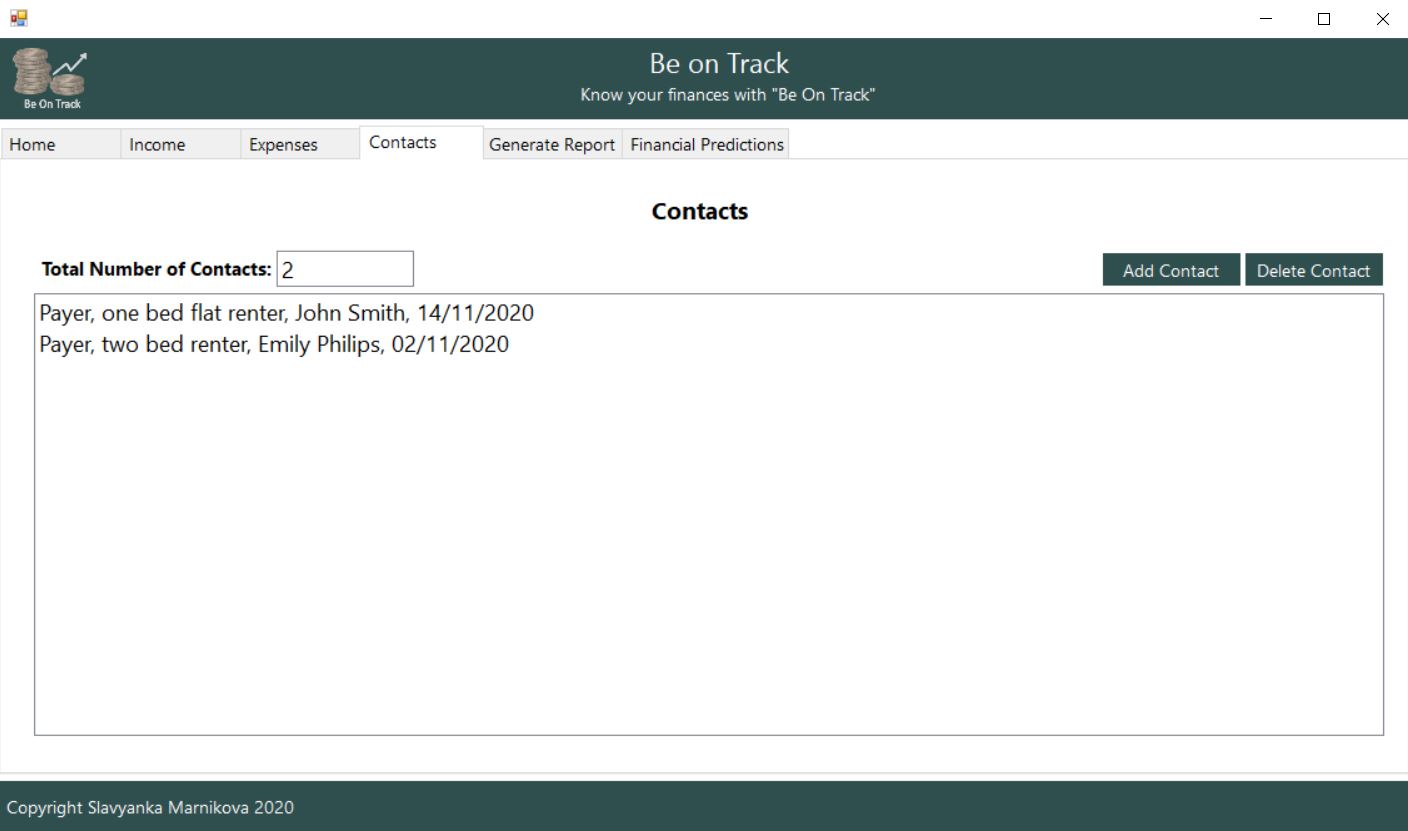 Be On Track
Be on Track
Know your finances with "Be On Track"
Home
Income
Expenses
Contacts
Generate Report
Financial Predictions
Contacts
Total Number of Contacts: 2
Add Contact
Delete Contact
Payer, one bed flat renter, John Smith, 14/11/2020
Payer, two bed renter, Emily Philips, 02/11/2020
Copyright Slavyanka Marnikova 2020